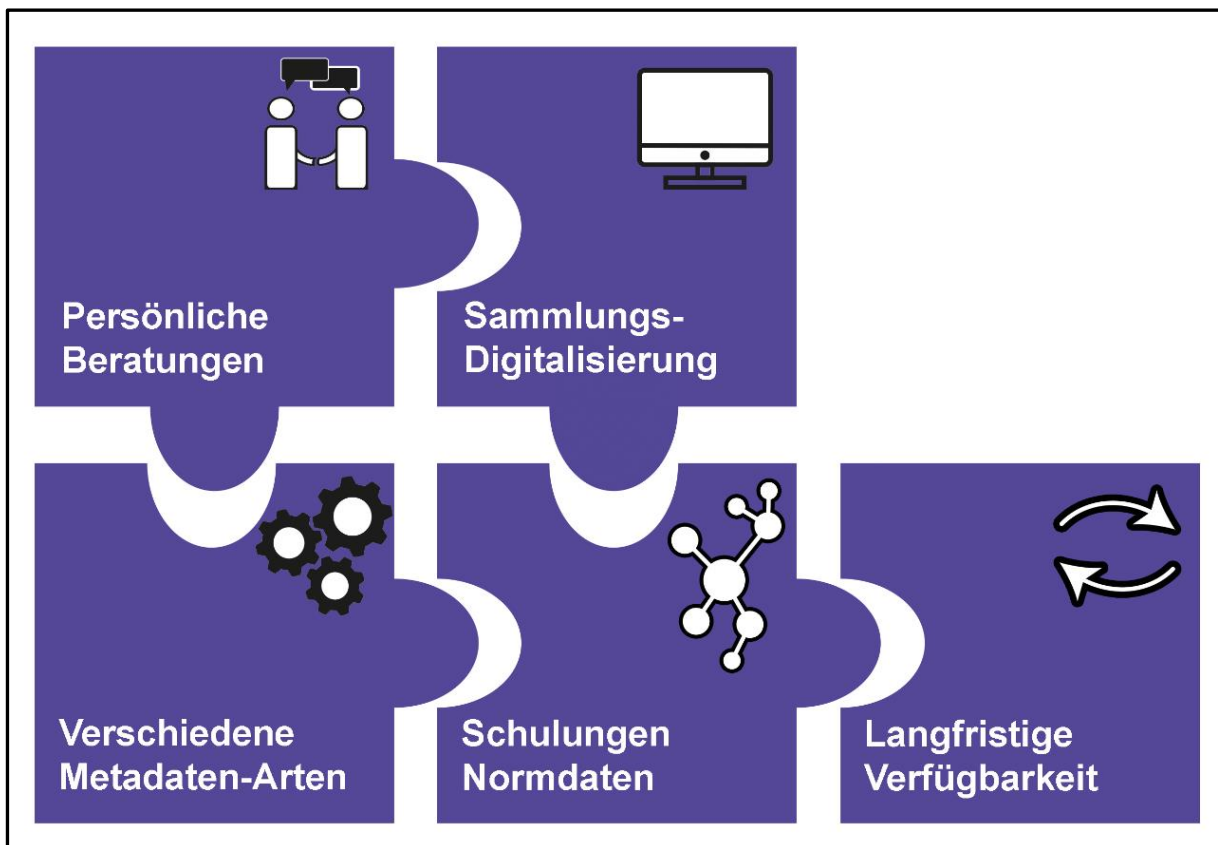 Persönliche
Beratungen
Sammlungs-
Digitalisierung
Verschiedene
Metadaten-Arten
Schulungen
Normdaten
Langfristige
Verfügbarkeit